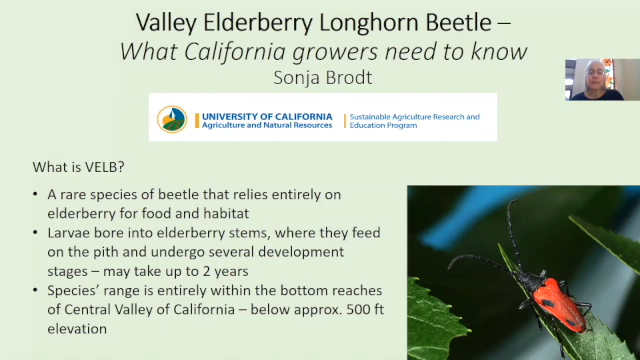 Valley Elderberry Longhorn Beetle –
What California growers need to know
Sonja Brodt
UNIVERSITY OF CALIFORNIA
Agriculture and Natural Resources
Sustainable Agriculture Research and
Education Program
What is VELB?
• A rare species of beetle that relies entirely on
elderberry for food and habitat
• Larvae bore into elderberry stems, where they feed
on the pith and undergo several development
stages – may take up to 2 years
• Species' range is entirely within the bottom reaches
of Central Valley of California – below approx. 500 ft
elevation